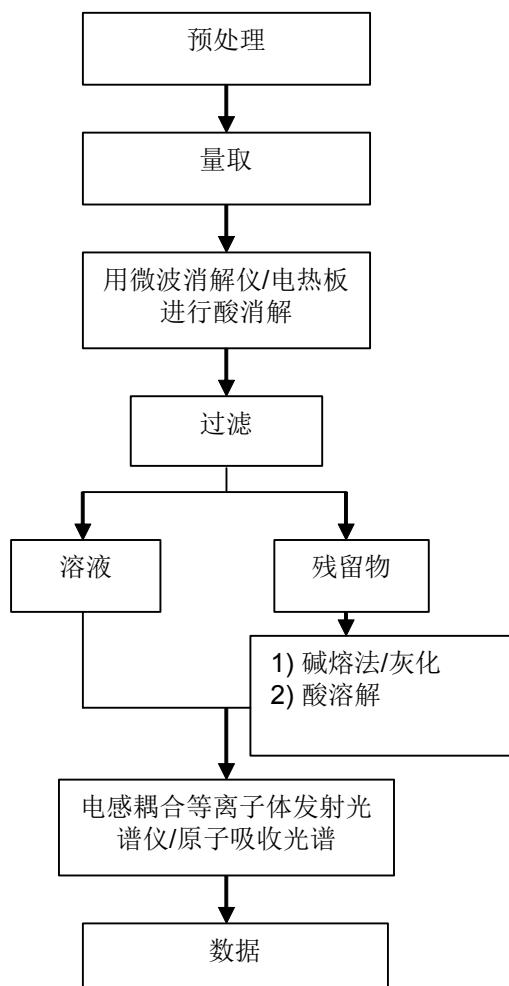 预处理
量取
用微波消解仪/电热板
进行酸消解
过滤
溶液
残留物
1) 碱熔法/灰化
2) 酸溶解
电感耦合等离子体发射光
谱仪/原子吸收光谱
数据